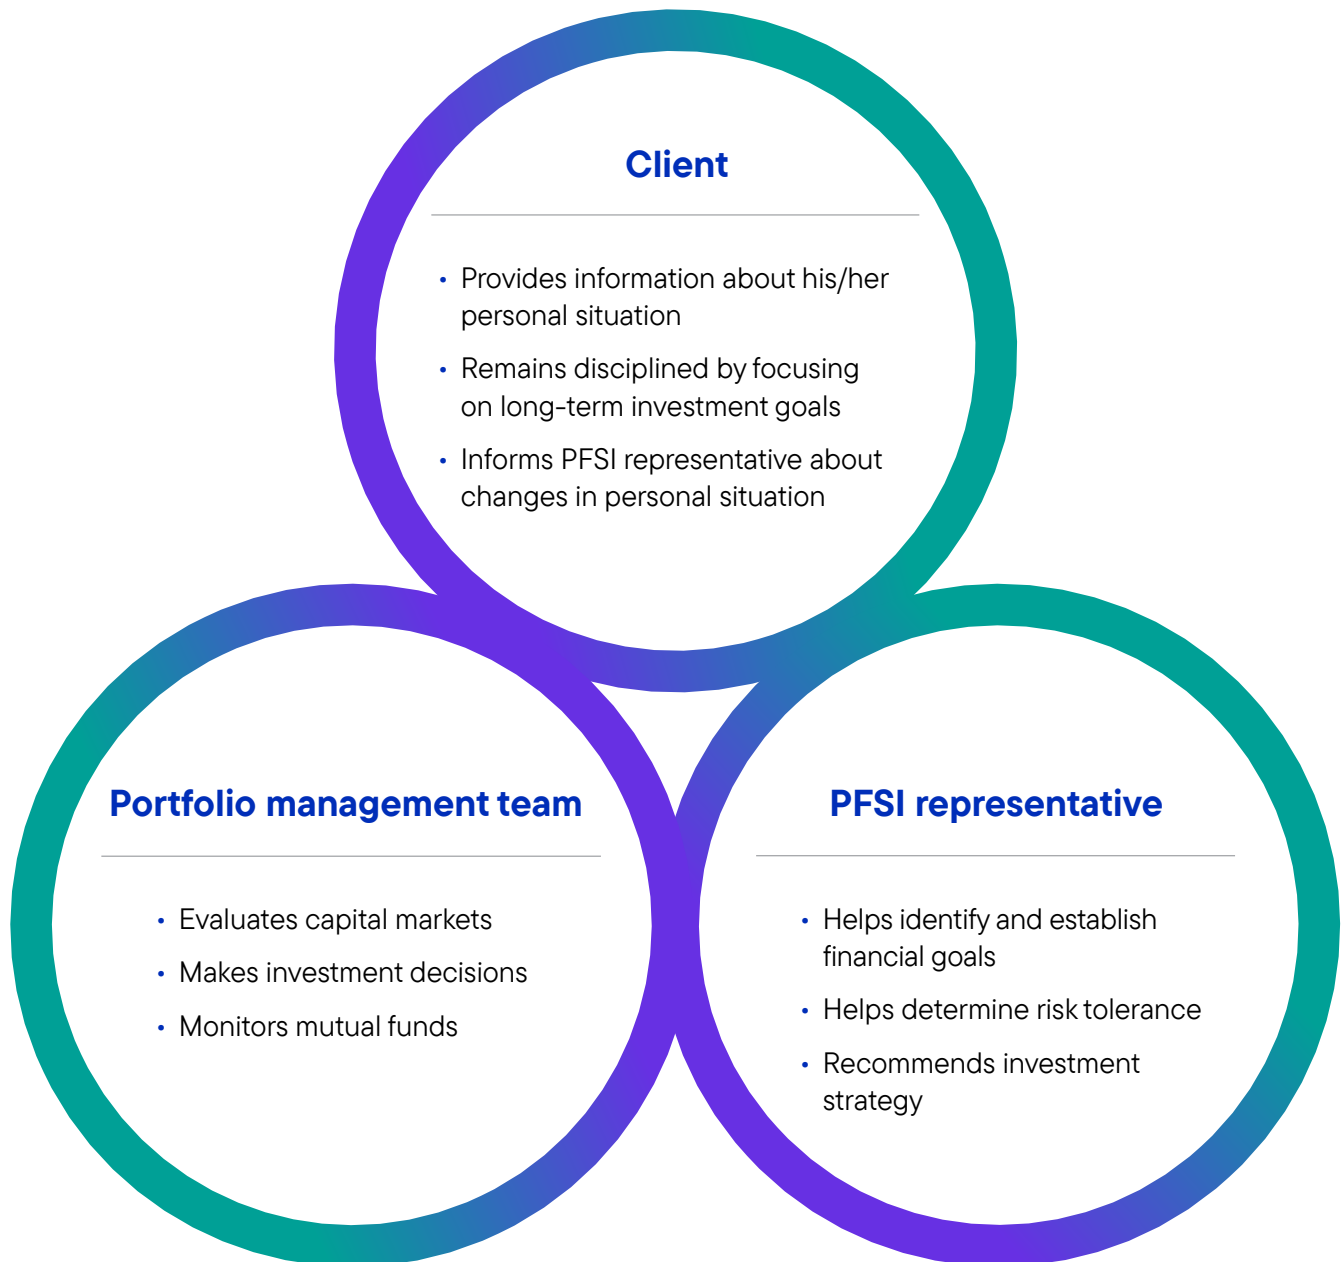 Client
• Provides information about his/her
personal situation
• Remains disciplined by focusing
on long-term investment goals
• Informs PFSI representative about
changes in personal situation
Portfolio management team
• Evaluates capital markets
• Makes investment decisions
• Monitors mutual funds
PFSI representative
• Helps identify and establish
financial goals
• Helps determine risk tolerance
• Recommends investment
strategy